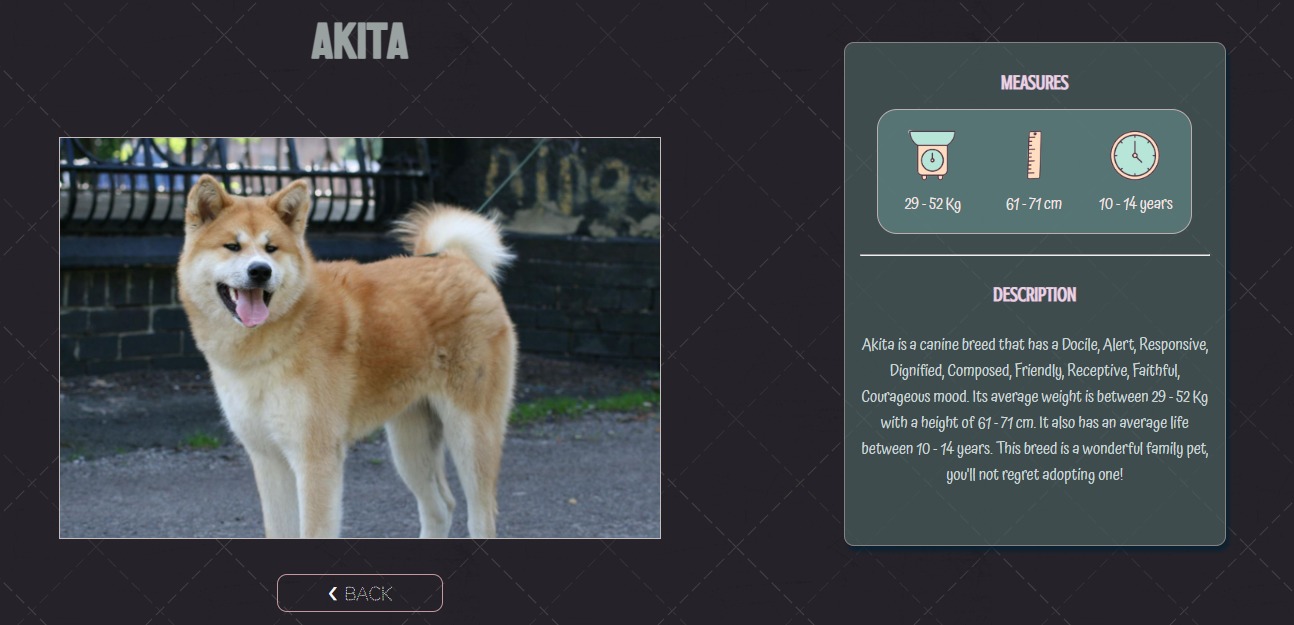 AKITA
MEASURES
29 - 52 Kg
61 - 71 cm
10 - 14 years
DESCRIPTION
Akita is a canine breed that has a Docile, Alert, Responsive,
Dignified, Composed, Friendly, Receptive, Faithful,
Courageous mood. Its average weight is between 29 - 52 Kg
with a height of 61 - 71 cm. It also has an average life
between 10 - 14 years. This breed is a wonderful family pet,
you'll not regret adopting one!
❮ BACK